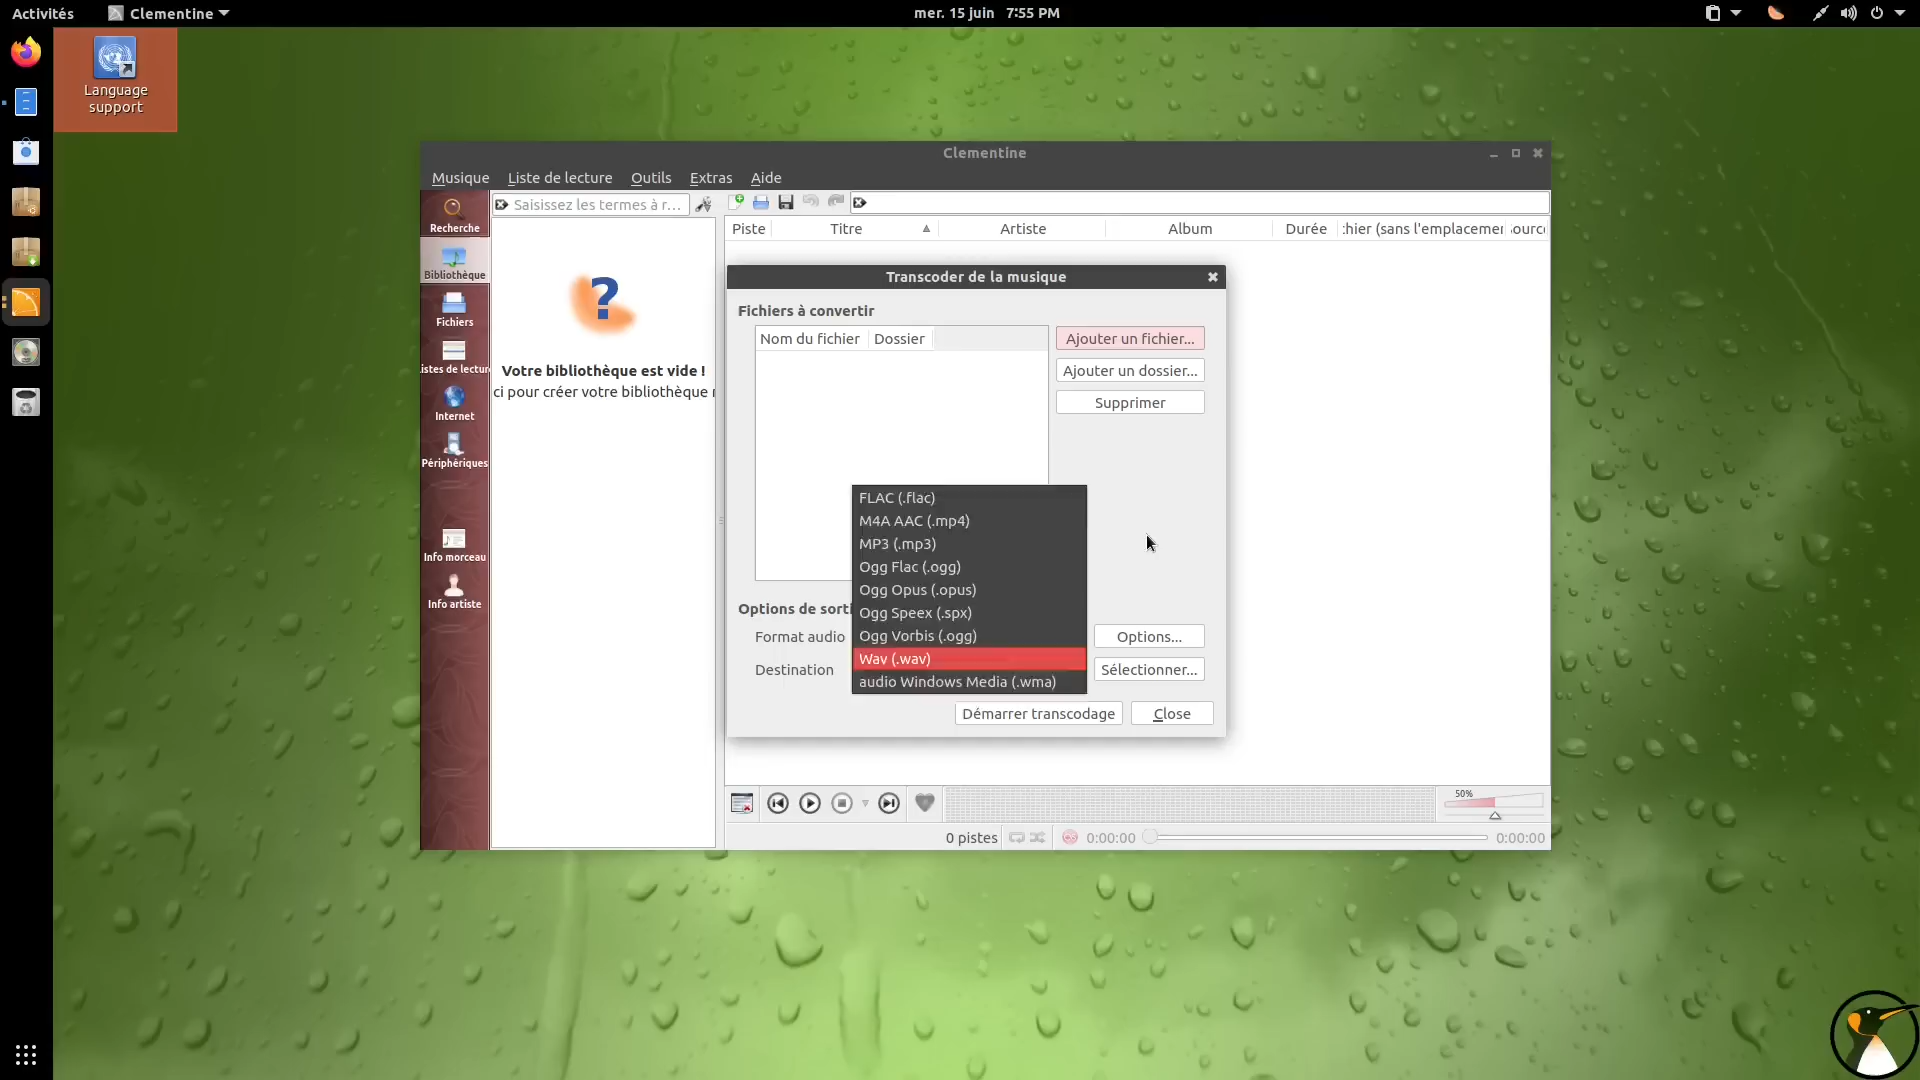 Activités
Clementine
mer. 15 juin 7:55 PM
Language
support
Clementine
Musique Liste de lecture Outils Extras Aide
Saisissez les termes à r…
Recherche
Bibliothèque
Fichiers
istes de lectur
Internet
Périphériques
Info morceau
Info artiste
?
Votre bibliothèque est vide !
ci pour créer votre bibliothèque
Piste Titre Artiste Album Durée hier (sans l'emplacemen ourc
Transcoder de la musique
Fichiers à convertir
Nom du fichier Dossier
Ajouter un fichier...
Ajouter un dossier...
Supprimer
FLAC (.flac)
M4A AAC (.mp4)
MP3 (.mp3)
Ogg Flac (.ogg)
Ogg Opus (.opus)
Ogg Speex (.spx)
Ogg Vorbis (.ogg)
Wav (.wav)
audio Windows Media (.wma)
Options de sorti
Format audio
Options...
Destination
Sélectionner...
Démarrer transcodage
Close
50%
0 pistes
0:00:00
0:00:00